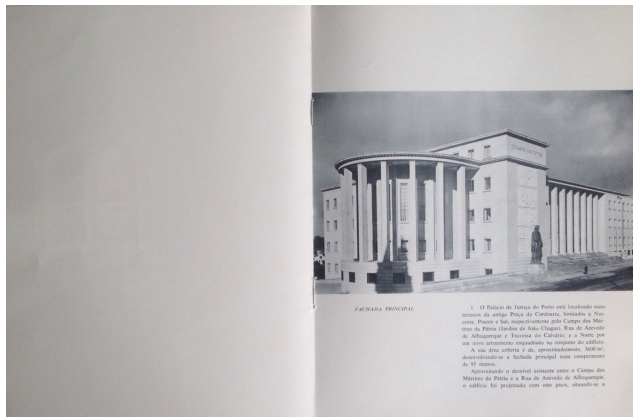 FACHADA PRINCIPAL
1. O Palácio de Justiça do Porto está localizado nuns
terrenos da antiga Praça da Cordoaria, limitados a Nas-
cente, Poente e Sul, respectivamente pelo Campo dos Már-
tires da Pátria (Jardim de João Chagas), Rua de Azevedo
de Albuquerque e Travessa do Calvário, e a Norte por
um novo arruamento enquadrado no conjunto do edifício.
A sua área coberta é de, aproximadamente, 3600 m²,
desenvolvendo-se a fachada principal num comprimento
de 95 metros.
Aproveitando o desnível existente entre o Campo dos
Mártires da Pátria e a Rua de Azevedo de Albuquerque,
o edifício foi projectado com oito pisos, situando-se o